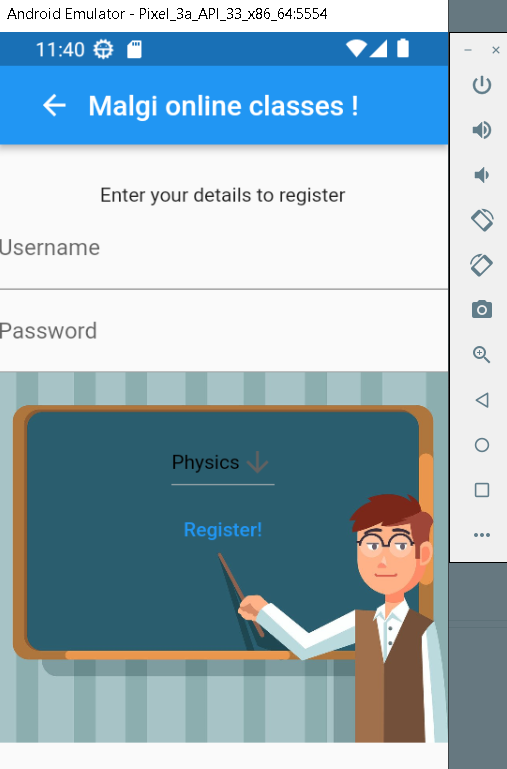 Android Emulator - Pixel_3a_API_33_x86_64:5554
11:40
Malgi online classes !
Enter your details to register
Username
Password
Physics
Register!